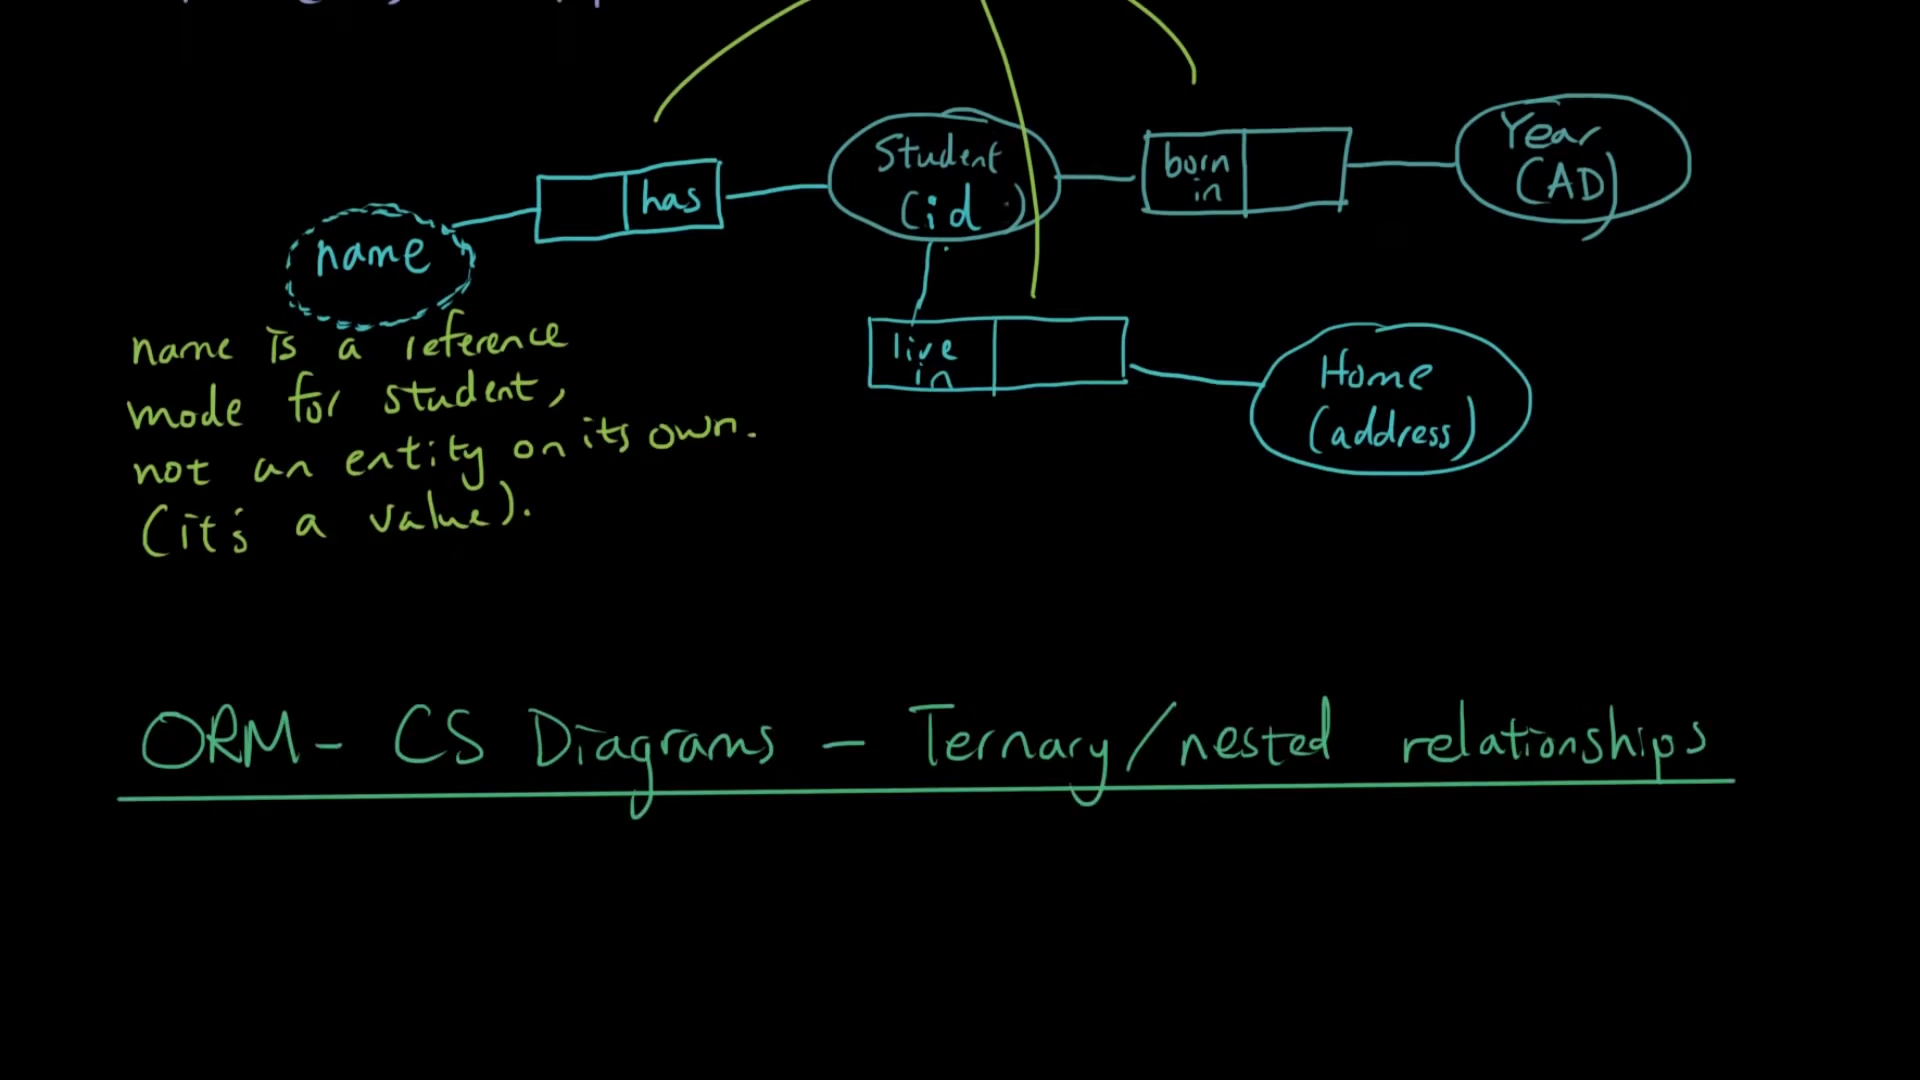 Student
(id)
has
born
in
Year
(AD)
name
live
in
Home
(address)
name is a reference
mode for student,
not an entity on its own.
(it's a value).
ORM - CS Diagrams - Ternary/nested relationships